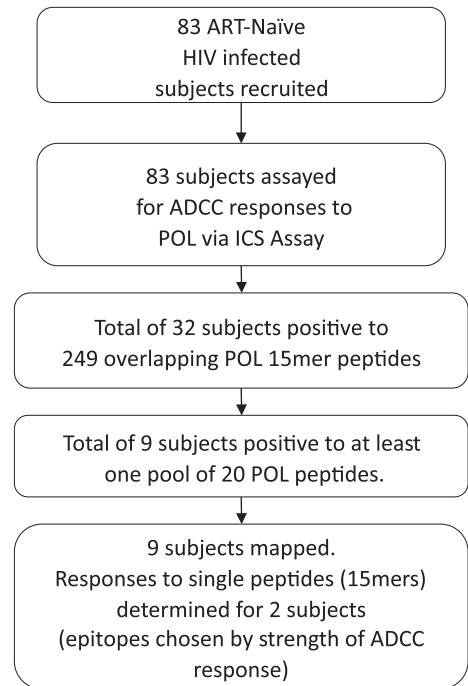 83 ART-Naïve
HIV infected
subjects recruited
83 subjects assayed
for ADCC responses to
POL via ICS Assay
Total of 32 subjects positive to
249 overlapping POL 15mer peptides
Total of 9 subjects positive to at least
one pool of 20 POL peptides.
9 subjects mapped.
Responses to single peptides (15mers)
determined for 2 subjects
(epitopes chosen by strength of ADCC
response)